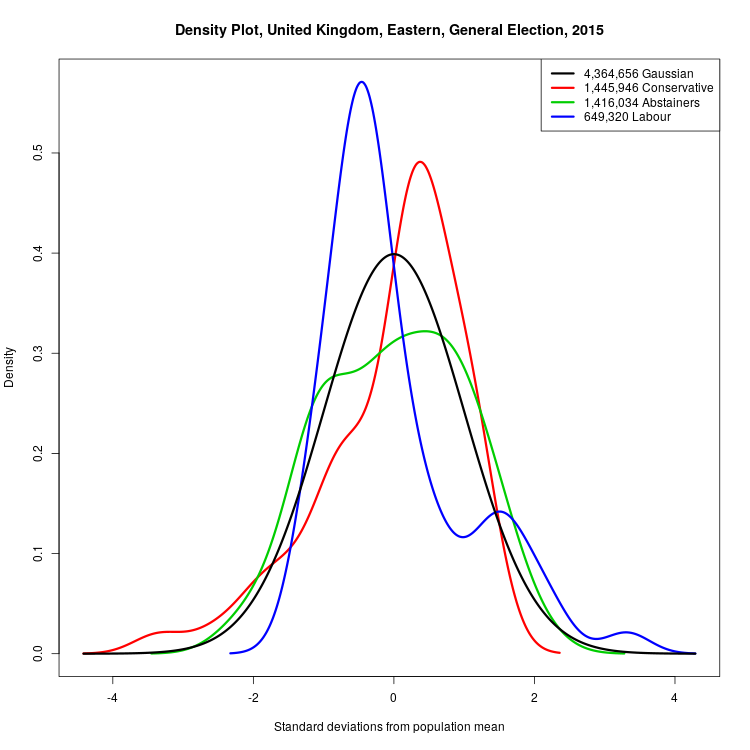 Density Plot, United Kingdom, Eastern, General Election, 2015
4,364,656 Gaussian
1,445,946 Conservative
1,416,034 Abstainers
649,320 Labour
Density
0.5
0.4
0.3
0.2
0.1
0.0
-4 -2 0 2 4
Standard deviations from population mean